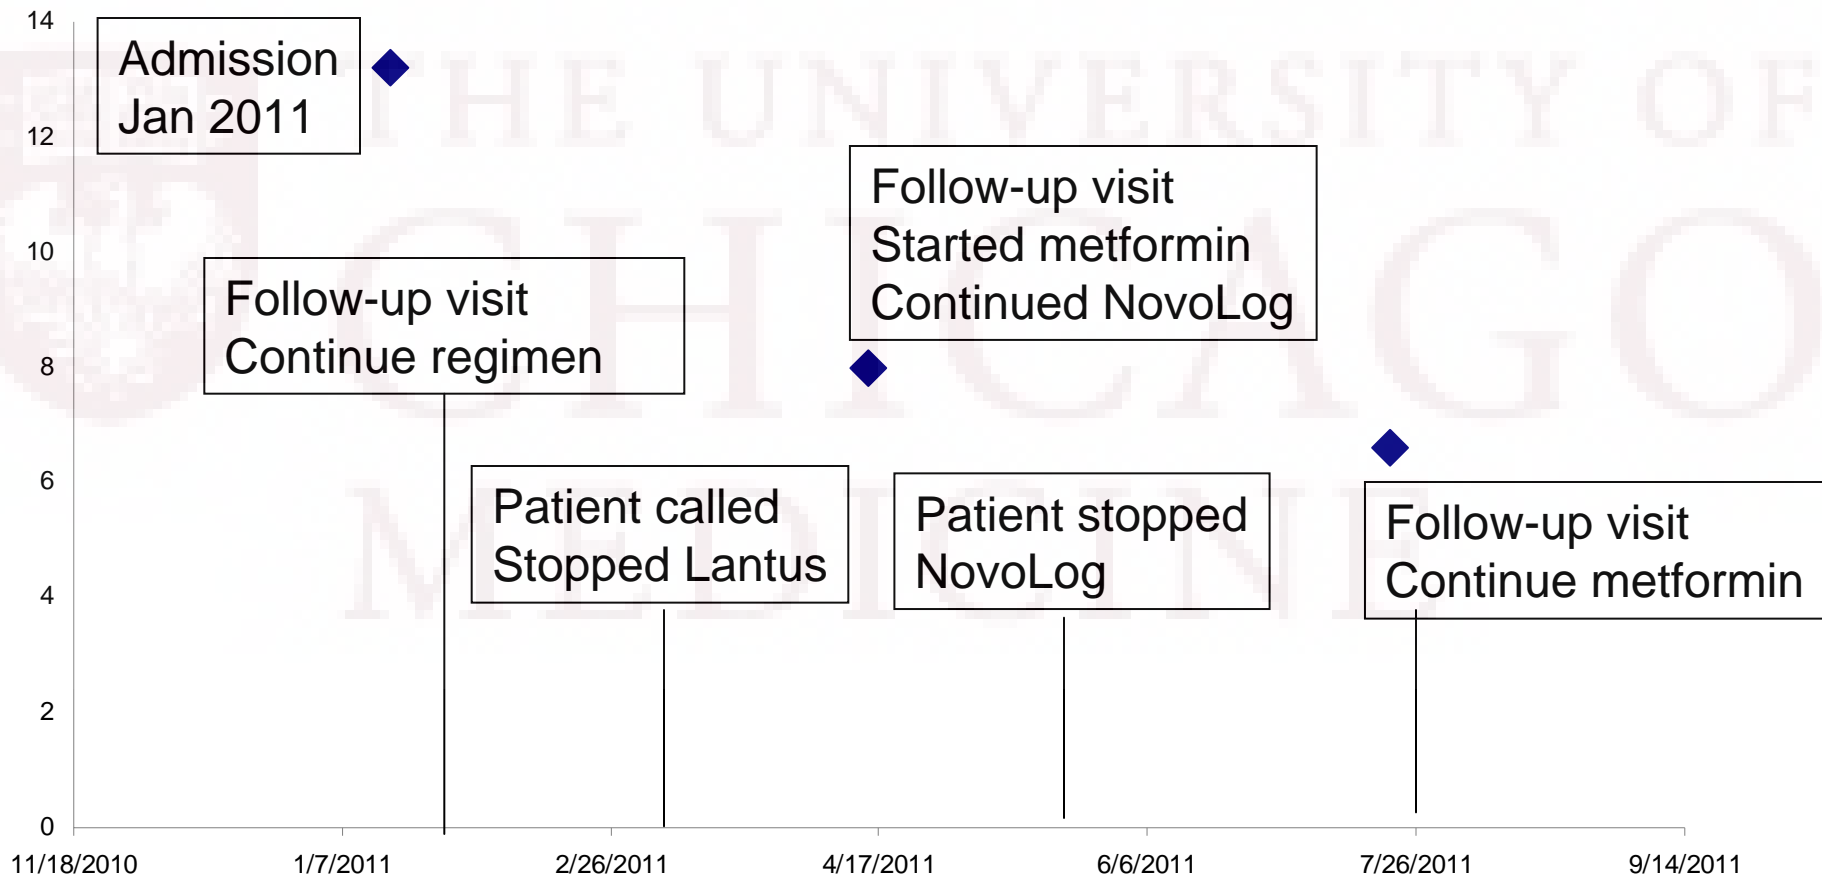 14
12
10
8
6
4
2
0
THE UNIVERSITY OF
CHICAGO
MEDICINE
Admission
Jan 2011
Follow-up visit
Continue regimen
Patient called
Stopped Lantus
Follow-up visit
Started metformin
Continued NovoLog
Patient stopped
NovoLog
Follow-up visit
Continue metformin
11/18/2010
1/7/2011
2/26/2011
4/17/2011
6/6/2011
7/26/2011
9/14/2011